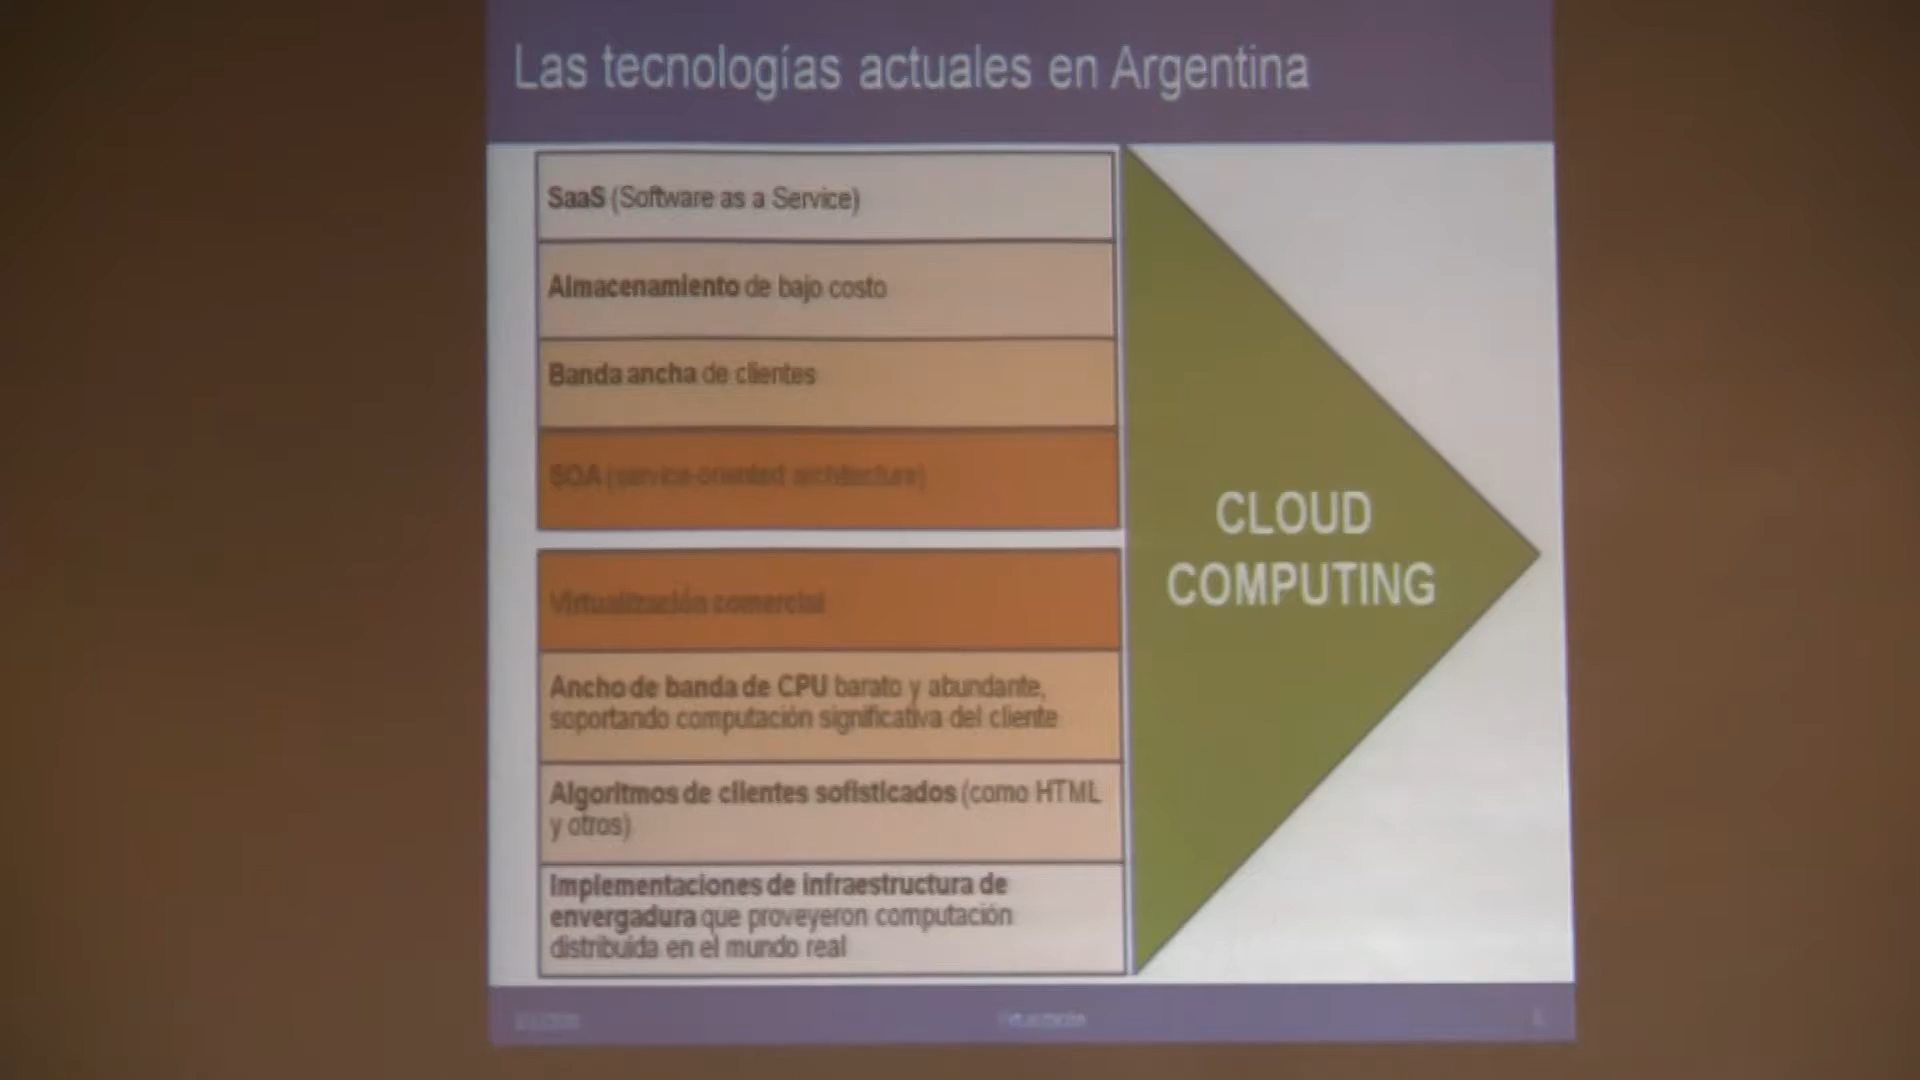 Las tecnologías actuales en Argentina
SaaS (Software as a Service)
Almacenamiento de bajo costo
Banda ancha de clientes
SOA (service-oriented architecture)
Virtualización comercial
Ancho de banda de CPU barato y abundante,
soportando computación significativa del cliente
Algoritmos de clientes sofisticados (como HTML
y otros)
Implementaciones de infraestructura de
envergadura que proveyeron computación
distribuida en el mundo real
CLOUD
COMPUTING